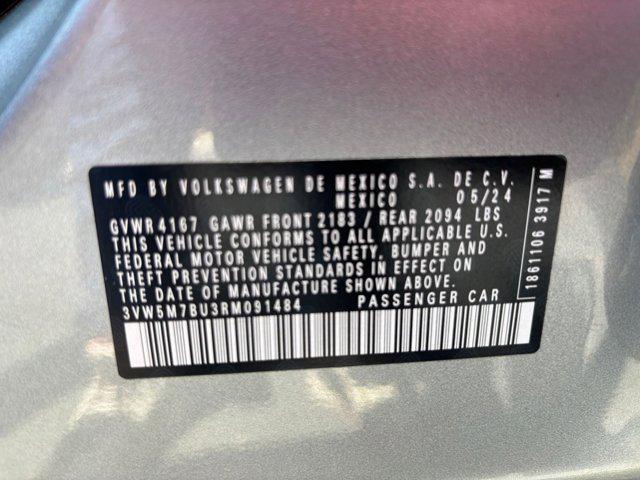 MFD BY VOLKSWAGEN DE MEXICO S.A. DE C.V.
MEXICO 05/24
GVWR 4167 GAWR FRONT 2183 / REAR 2094 LBS
THIS VEHICLE CONFORMS TO ALL APPLICABLE U.S.
FEDERAL MOTOR VEHICLE SAFETY, BUMPER AND
THEFT PREVENTION STANDARDS IN EFFECT ON
THE DATE OF MANUFACTURE SHOWN ABOVE.
3VW5M7BU3RM091484 PASSENGER CAR
1861106 3917 M